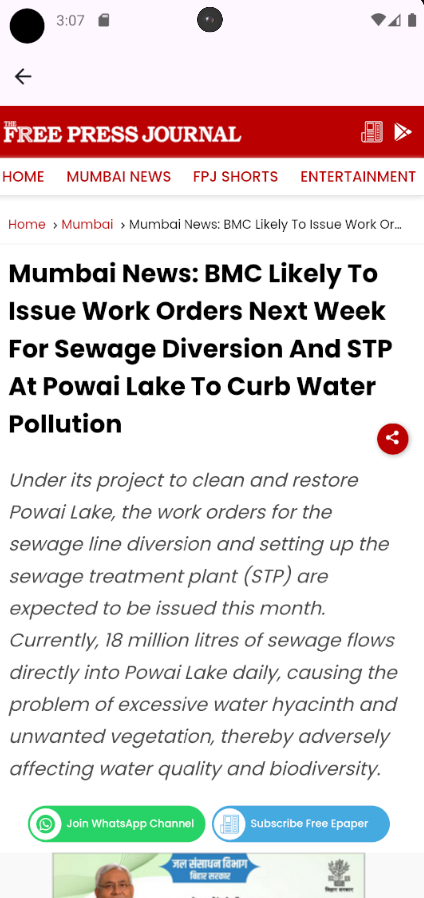 3:07
THE
FREE PRESS JOURNAL
HOME MUMBAI NEWS FPJ SHORTS ENTERTAINMENT
Home › Mumbai › Mumbai News: BMC Likely To Issue Work Or...
Mumbai News: BMC Likely To
Issue Work Orders Next Week
For Sewage Diversion And STP
At Powai Lake To Curb Water
Pollution
Under its project to clean and restore
Powai Lake, the work orders for the
sewage line diversion and setting up the
sewage treatment plant (STP) are
expected to be issued this month.
Currently, 18 million litres of sewage flows
directly into Powai Lake daily, causing the
problem of excessive water hyacinth and
unwanted vegetation, thereby adversely
affecting water quality and biodiversity.
Join WhatsApp Channel Subscribe Free Epaper
जल संसाधन विभाग
बिहार सरकार